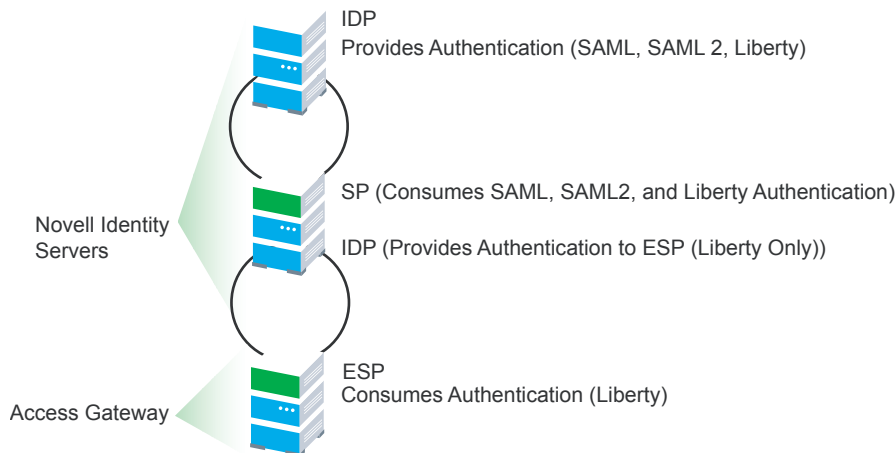 IDP
Provides Authentication (SAML, SAML 2, Liberty)
SP (Consumes SAML, SAML2, and Liberty Authentication)
Novell Identity
Servers
IDP (Provides Authentication to ESP (Liberty Only))
ESP
Consumes Authentication (Liberty)
Access Gateway